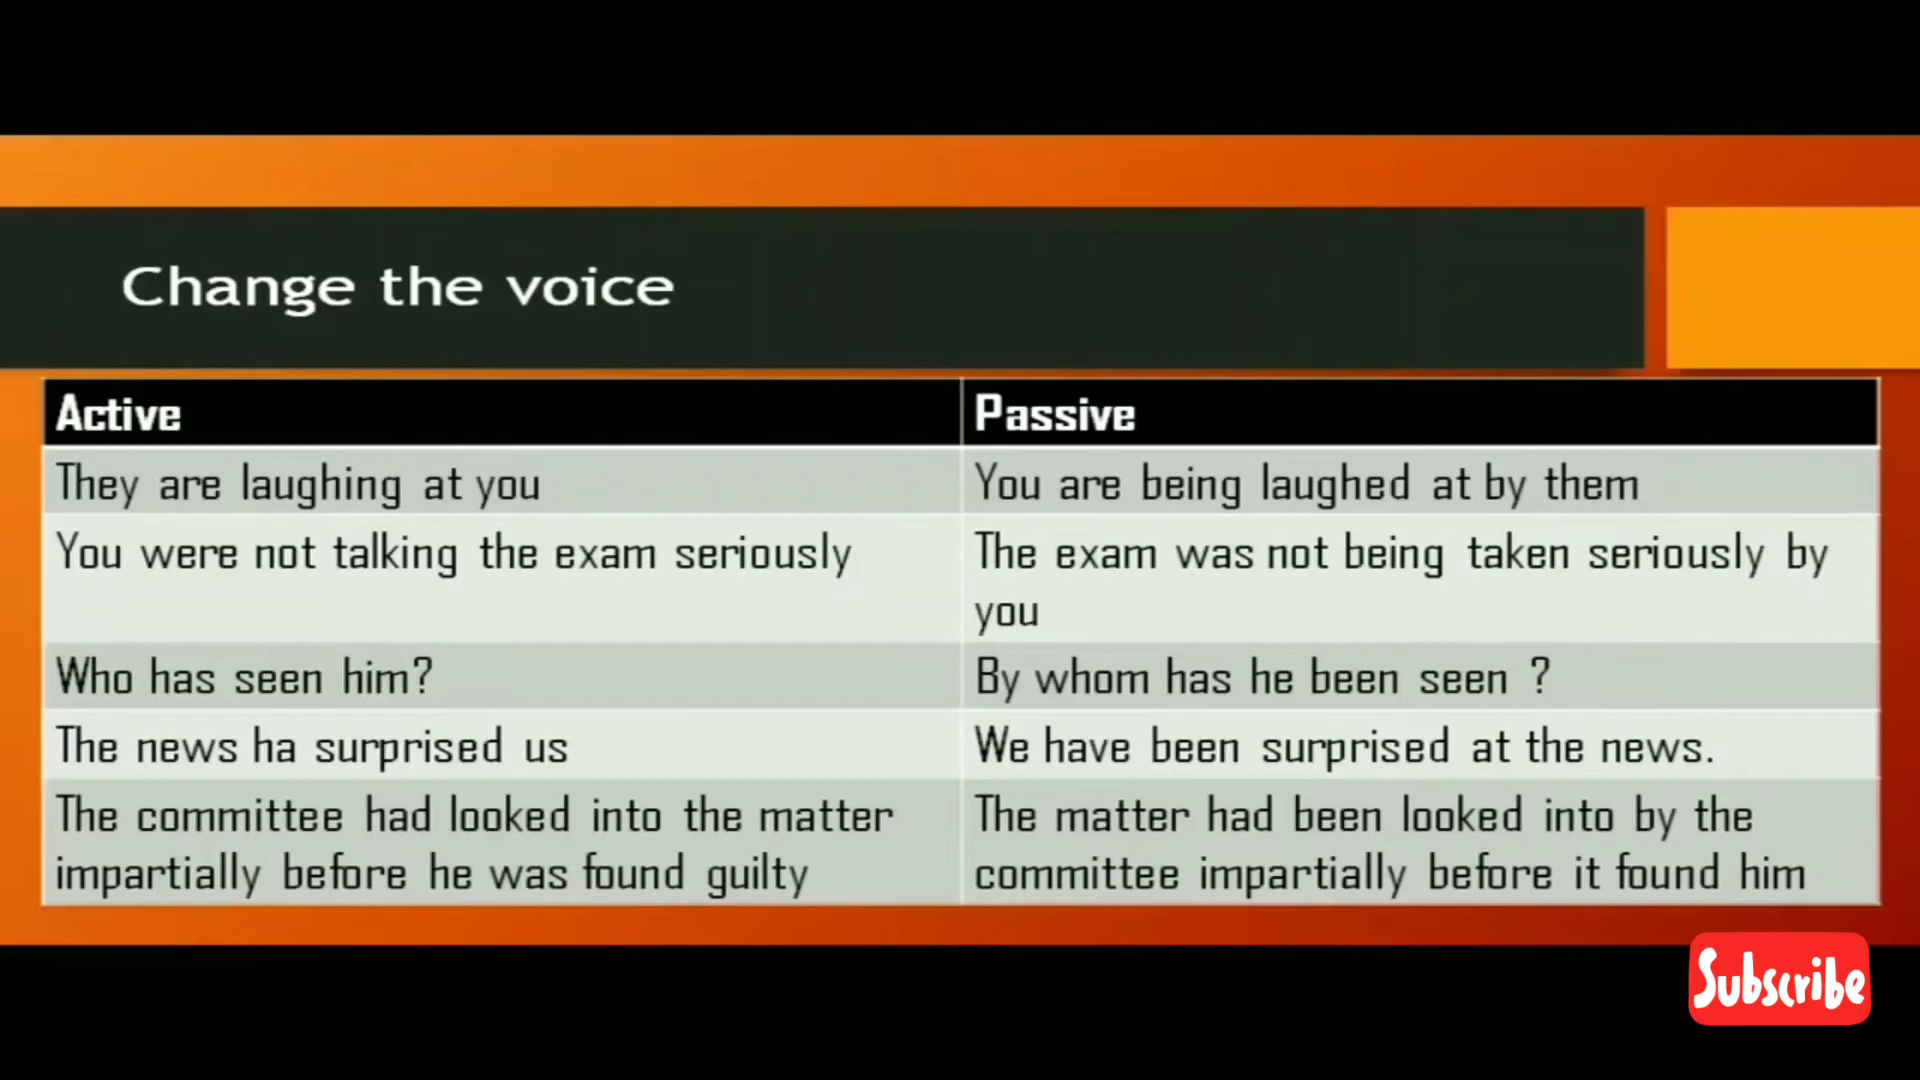 Change the voice
Active
Passive
They are laughing at you
You are being laughed at by them
You were not talking the exam seriously
The exam was not being taken seriously by
you
Who has seen him?
By whom has he been seen ?
The news ha surprised us
We have been surprised at the news.
The committee had looked into the matter
impartially before he was found guilty
The matter had been looked into by the
committee impartially before it found him
Subscribe